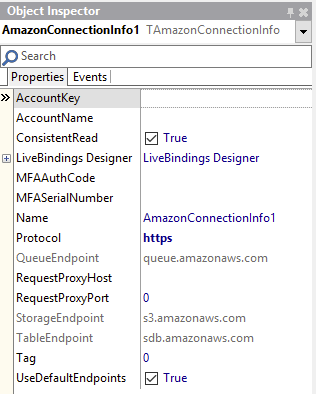 Object Inspector
AmazonConnectionInfo1 TAmazonConnectionInfo
Search
Properties Events
AccountKey
AccountName
ConsistentRead True
LiveBindings Designer LiveBindings Designer
MFAAuthCode
MFASerialNumber
Name AmazonConnectionInfo1
Protocol https
QueueEndpoint queue.amazonaws.com
RequestProxyHost
RequestProxyPort 0
StorageEndpoint s3.amazonaws.com
TableEndpoint sdb.amazonaws.com
Tag 0
UseDefaultEndpoints True